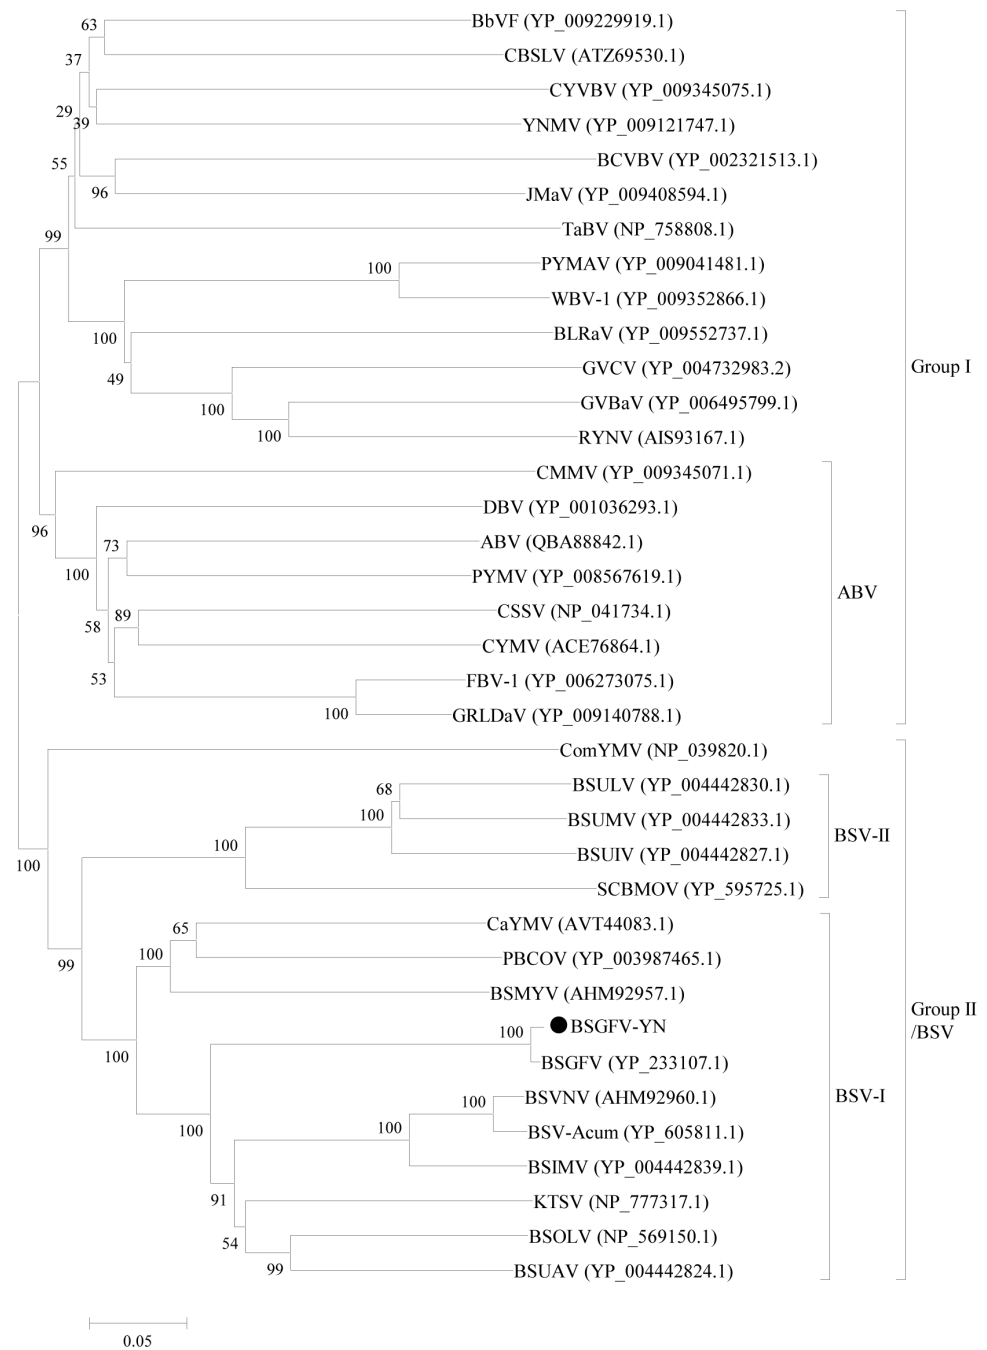 63
BbVF (YP_009229919.1)
37
CBSLV (ATZ69530.1)
CYVBV (YP_009345075.1)
29
39
YNMV (YP_009121747.1)
55
BCVBV (YP_002321513.1)
96
JMaV (YP_009408594.1)
99
TaBV (NP_758808.1)
100
PYMAV (YP_009041481.1)
WBV-1 (YP_009352866.1)
100
BLRaV (YP_009552737.1)
Group I
49
GVCV (YP_004732983.2)
100
GVBaV (YP_006495799.1)
100
RYNV (AIS93167.1)
CMMV (YP_009345071.1)
96
DBV (YP_001036293.1)
73
ABV (QBA88842.1)
100
PYMV (YP_008567619.1)
ABV
89
CSSV (NP_041734.1)
58
CYMV (ACE76864.1)
53
FBV-1 (YP_006273075.1)
100
GRLDaV (YP_009140788.1)
ComYMV (NP_039820.1)
68
BSULV (YP_004442830.1)
100
BSUMV (YP_004442833.1)
BSV-II
100
BSUIV (YP_004442827.1)
100
SCBMOV (YP_595725.1)
65
CaYMV (AVT44083.1)
100
PBCOV (YP_003987465.1)
99
BSMYV (AHM92957.1)
Group II
/BSV
100
BSGFV-YN
100
BSGFV (YP_233107.1)
100
BSVNV (AHM92960.1)
BSV-I
100
100
BSV-Acum (YP_605811.1)
BSIMV (YP_004442839.1)
91
KTSV (NP_777317.1)
54
BSOLV (NP_569150.1)
99
BSUAV (YP_004442824.1)
0.05